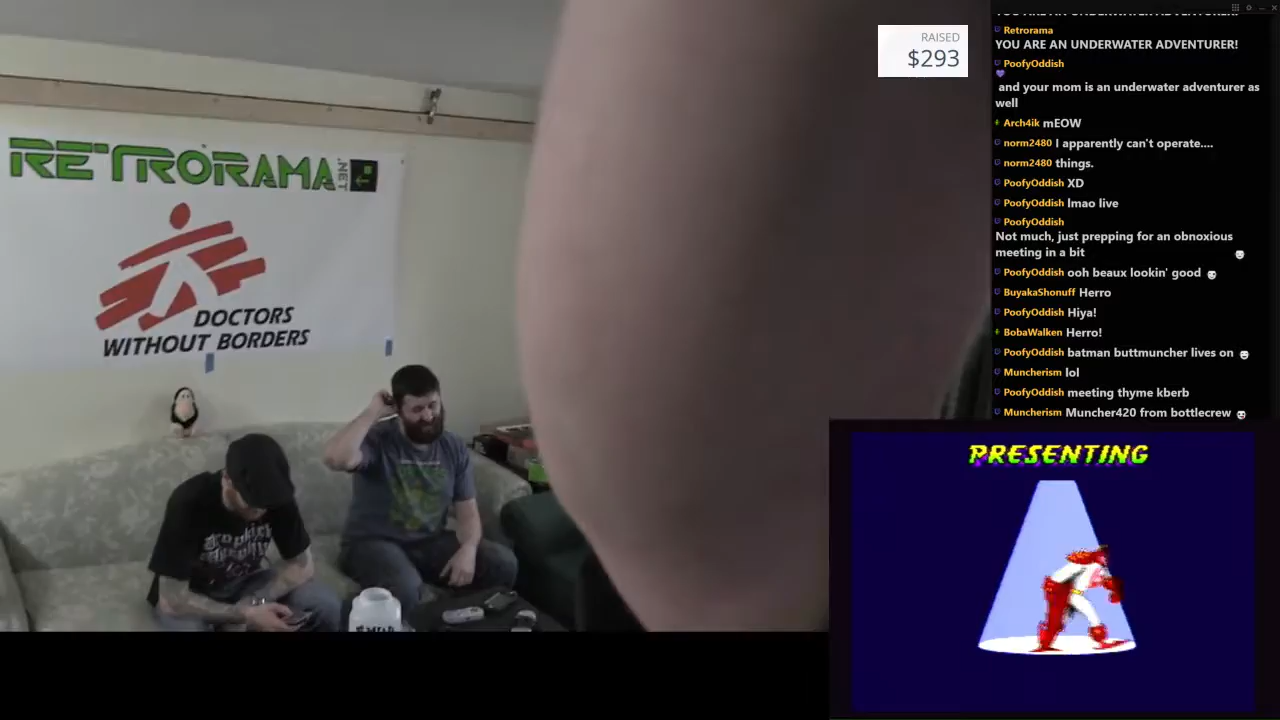 RETRORAMA
.NET
DOCTORS
WITHOUT BORDERS
RAISED
$293
YOU ARE AN UNDERWATER ADVENTURER!
Retrorama
YOU ARE AN UNDERWATER ADVENTURER!
PoofyOddish
and your mom is an underwater adventurer as
well
Arch4ik mEOW
norm2480 I apparently can't operate....
norm2480 things.
PoofyOddish XD
PoofyOddish lmao live
PoofyOddish
Not much, just prepping for an obnoxious
meeting in a bit
PoofyOddish ooh beaux lookin' good
BuyakaShonuff Herro
PoofyOddish Hiya!
BobaWalken Herro!
PoofyOddish batman buttmuncher lives on
Muncherism lol
PoofyOddish meeting thyme kberb
Muncherism Muncher420 from bottlecrew
PRESENTING